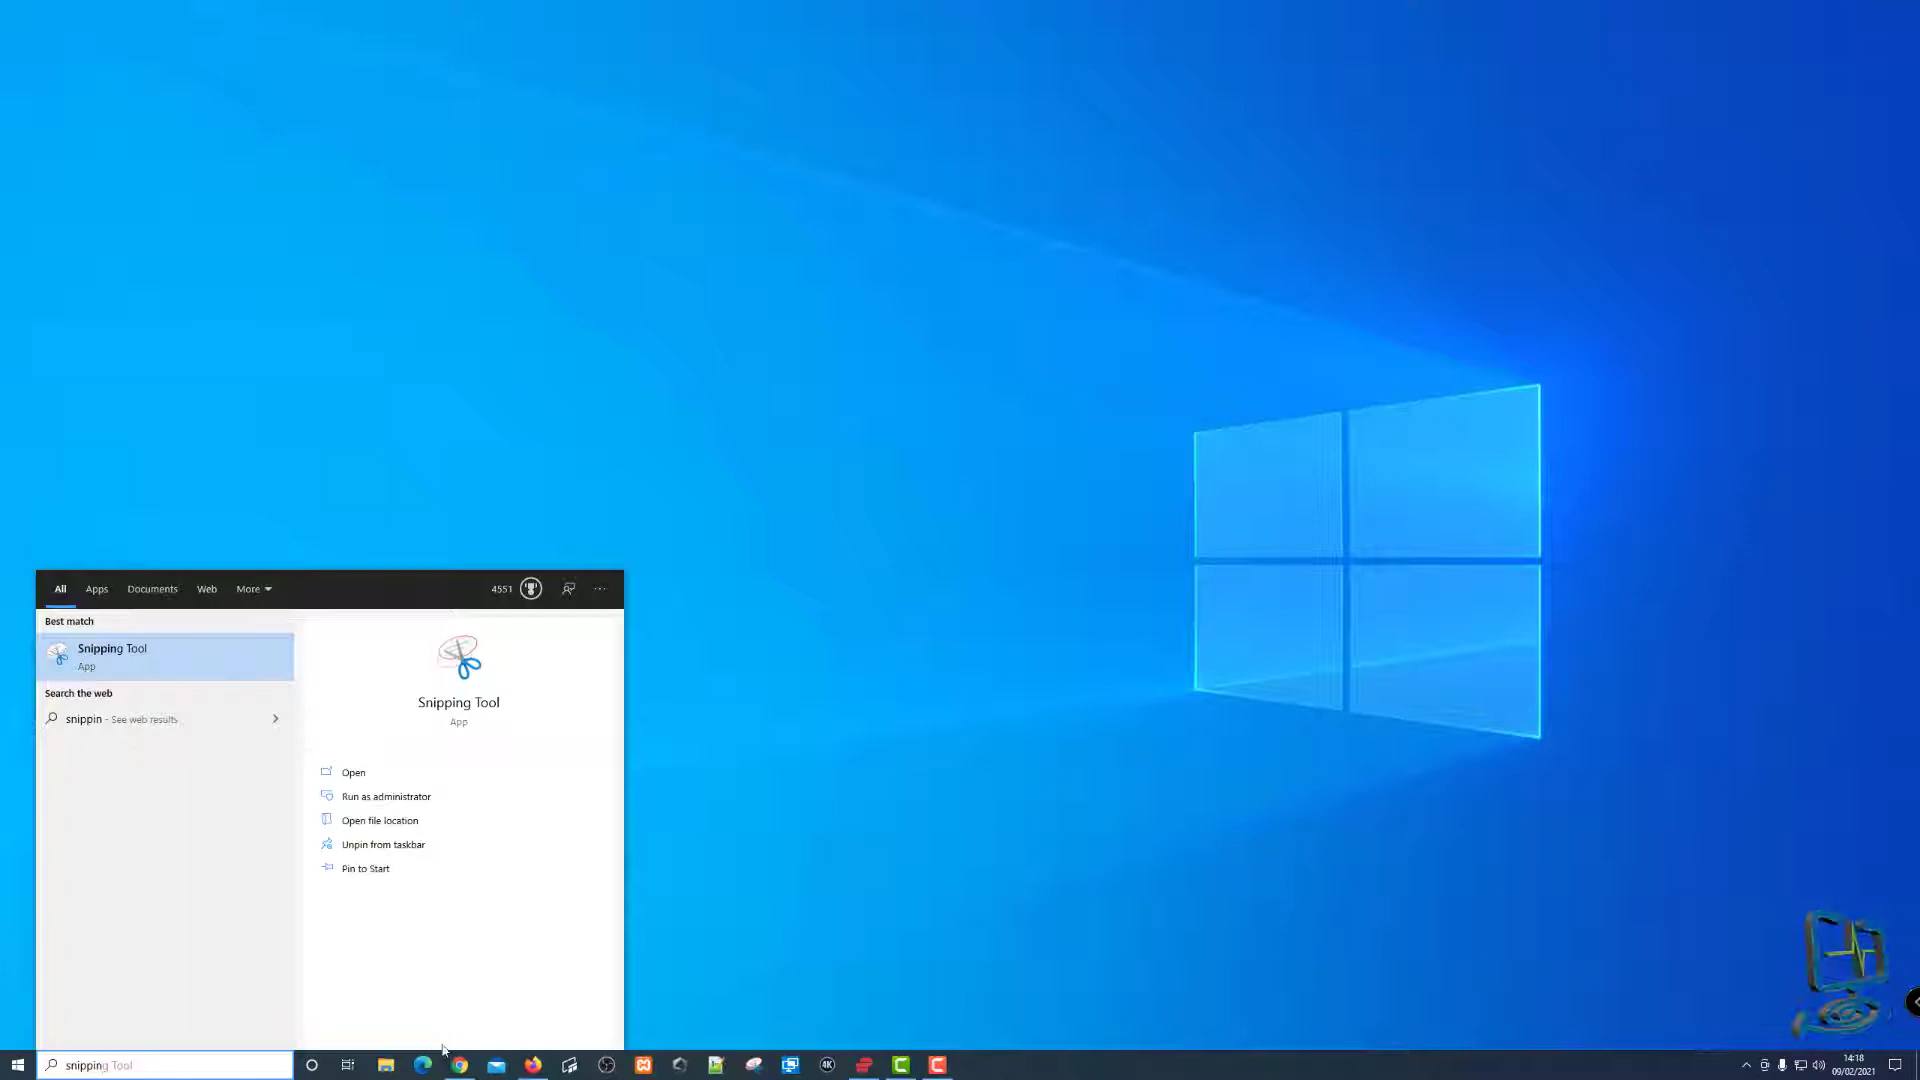 All Apps Documents Web More 4551 ...
Best match
Snipping Tool
App
Search the web
snippin - See web results
Snipping Tool
App
Open
Run as administrator
Open file location
Unpin from taskbar
Pin to Start
snipping Tool
4K
14:18
09/02/2021